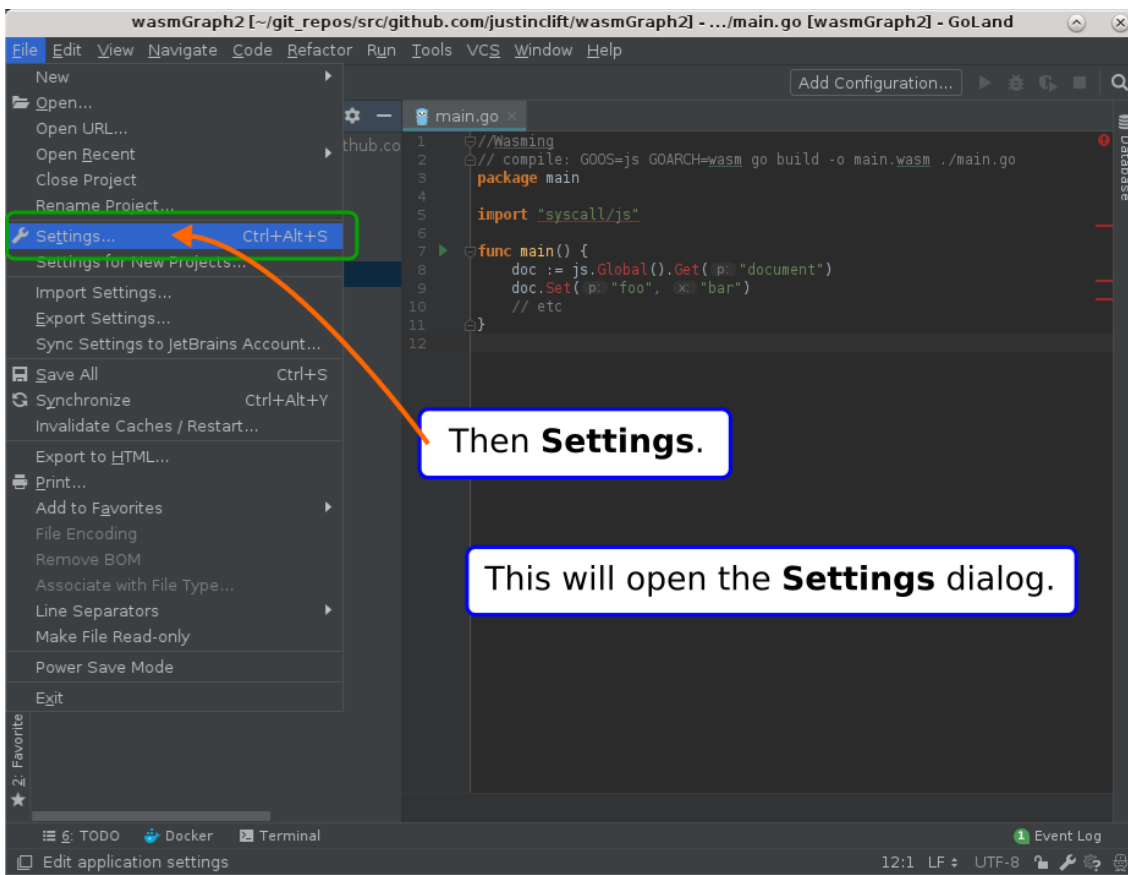 wasmGraph2 [~/git_repos/src/github.com/justinclift/wasmGraph2] - .../main.go [wasmGraph2] - GoLand
File Edit View Navigate Code Refactor Run Tools VCS Window Help
Add Configuration...
New
Open...
Open URL...
Open Recent
Close Project
Rename Project...
Settings... Ctrl+Alt+S
Settings for New Projects...
Import Settings...
Export Settings...
Sync Settings to JetBrains Account...
Save All Ctrl+S
Synchronize Ctrl+Alt+Y
Invalidate Caches / Restart...
Export to HTML...
Print...
Add to Favorites
File Encoding
Remove BOM
Associate with File Type...
Line Separators
Make File Read-only
Power Save Mode
Exit
thub.co
main.go
1 //Wasming
2 // compile: GOOS=js GOARCH=wasm go build -o main.wasm ./main.go
3 package main
4
5 import "syscall/js"
6
7 func main() {
8 doc := js.Global().Get( p: "document")
9 doc.Set( p: "foo", x: "bar")
10 // etc
11 }
12
Database
Then Settings.
This will open the Settings dialog.
2: Favorite
6: TODO Docker Terminal
1 Event Log
Edit application settings
12:1 LF UTF-8